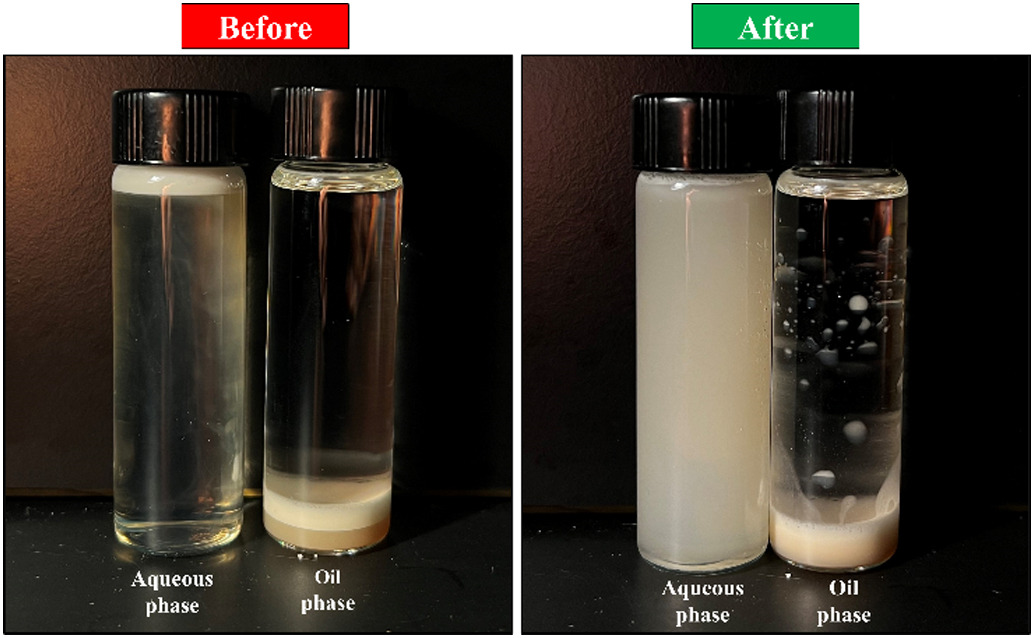 Before
After
Aqueous
phase
Oil
phase
Aqueous
phase
Oil
phase